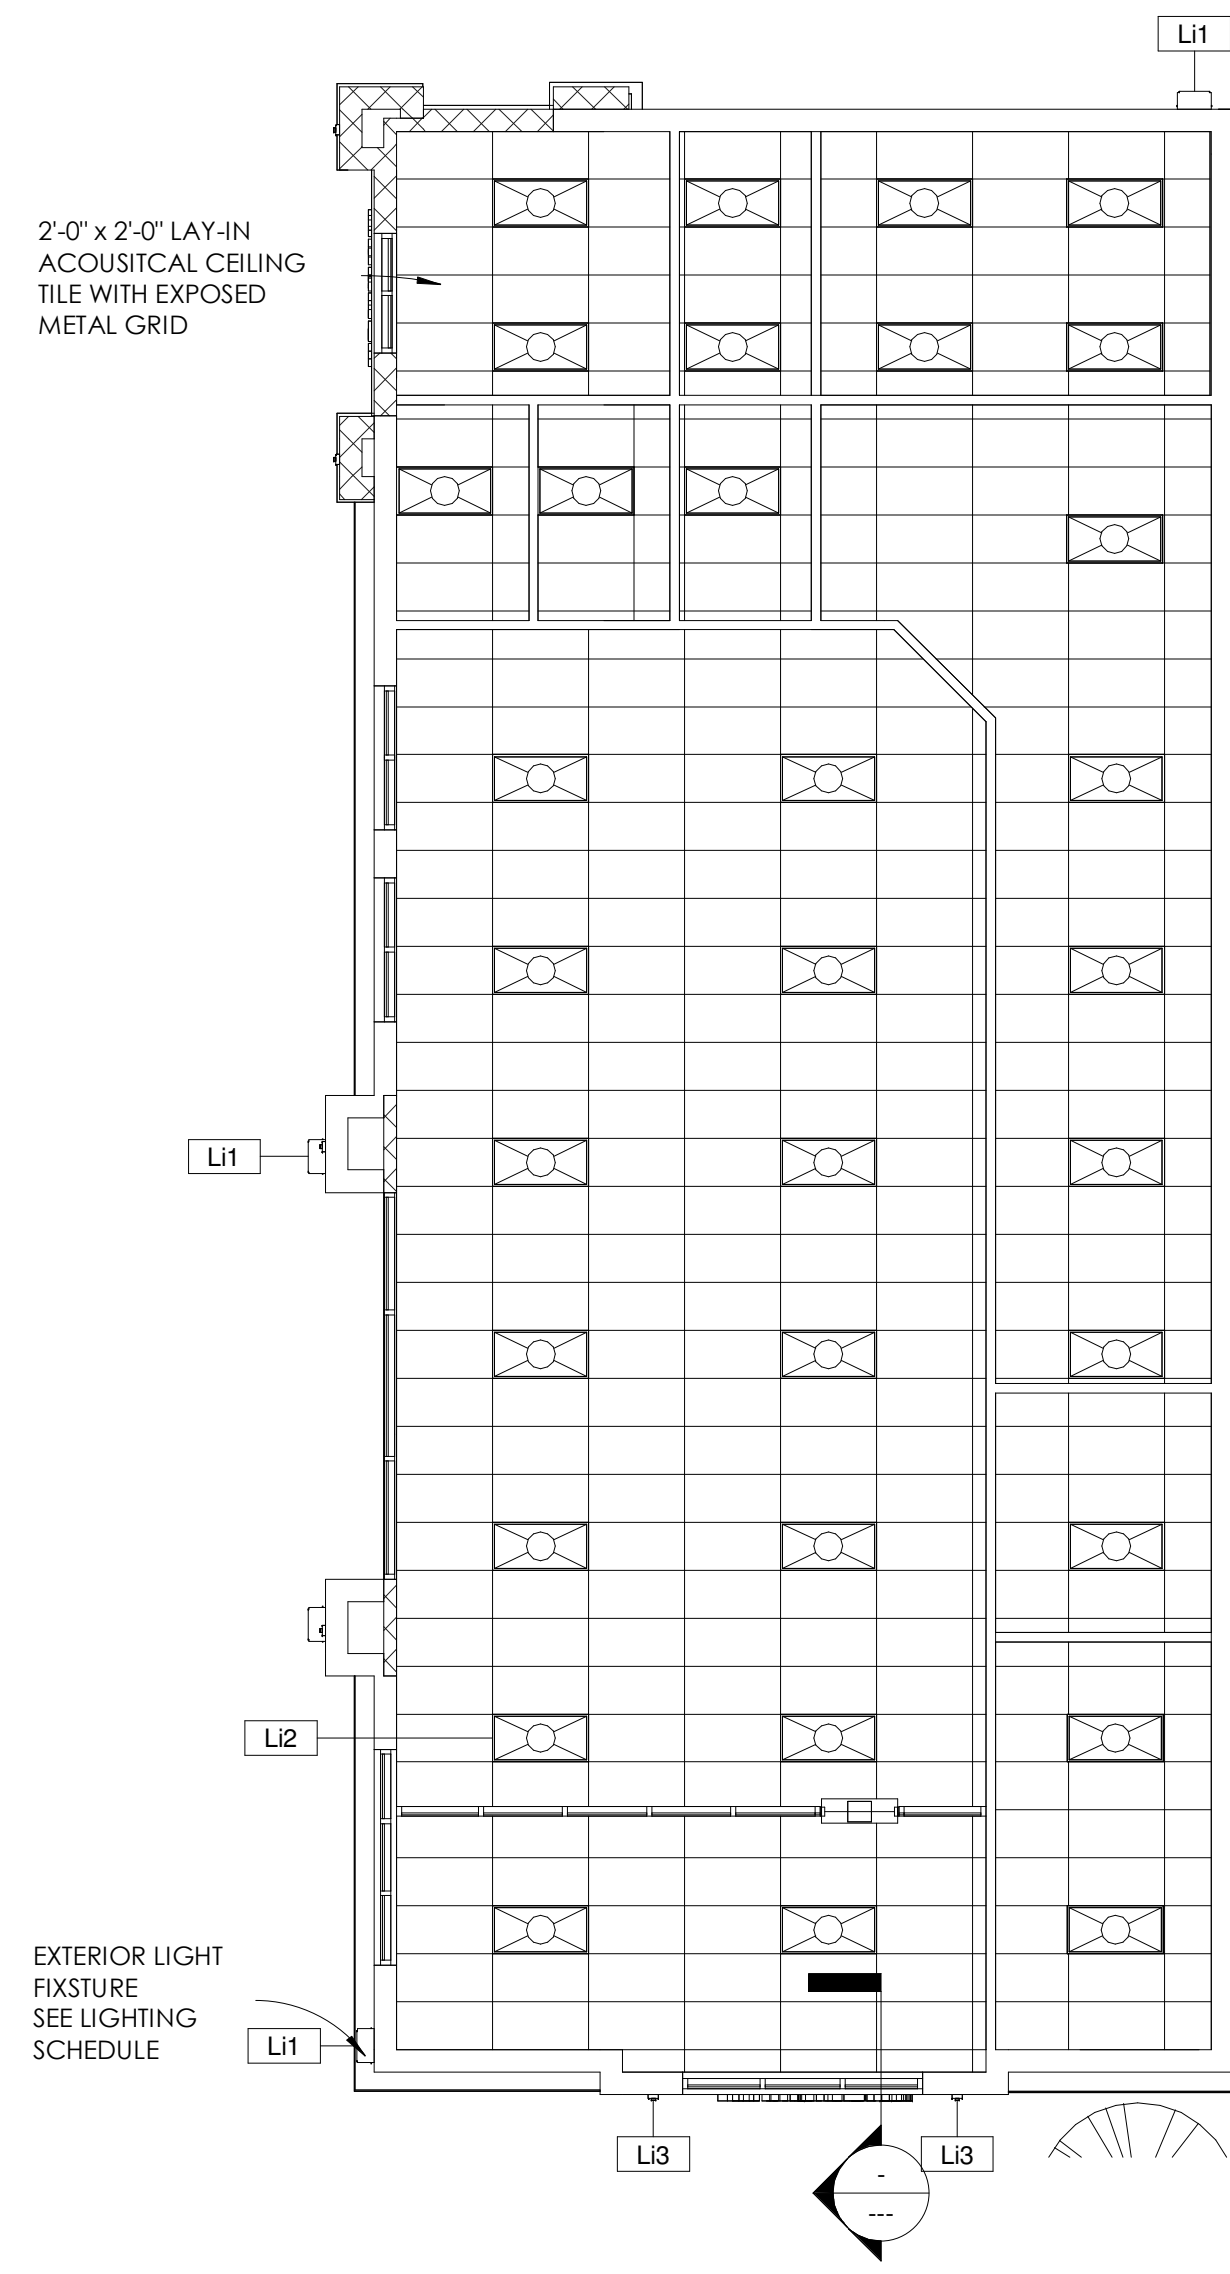 Li1
2'-0" x 2'-0" LAY-IN
ACOUSITCAL CEILING
TILE WITH EXPOSED
METAL GRID
Li1
Li2
EXTERIOR LIGHT
FIXSTURE
SEE LIGHTING
SCHEDULE
Li1
Li3
Li3
-
---